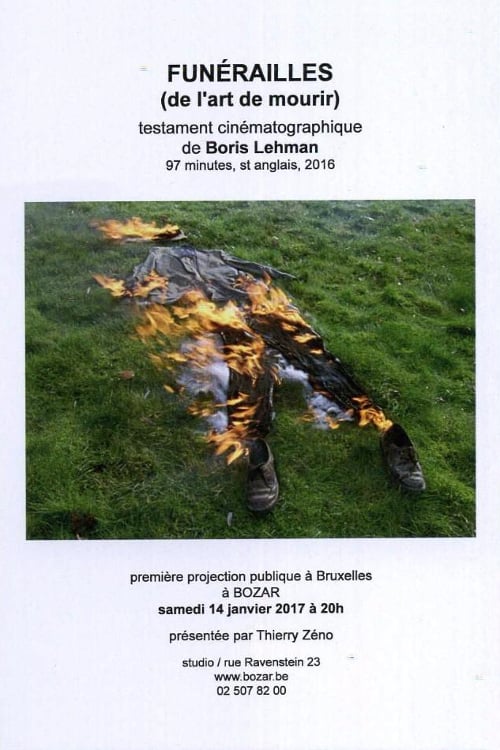 FUNÉRAILLES
(de l'art de mourir)
testament cinématographique
de Boris Lehman
97 minutes, st anglais, 2016
première projection publique à Bruxelles
à BOZAR
samedi 14 janvier 2017 à 20h
présentée par Thierry Zéno
studio / rue Ravenstein 23
www.bozar.be
02 507 82 00